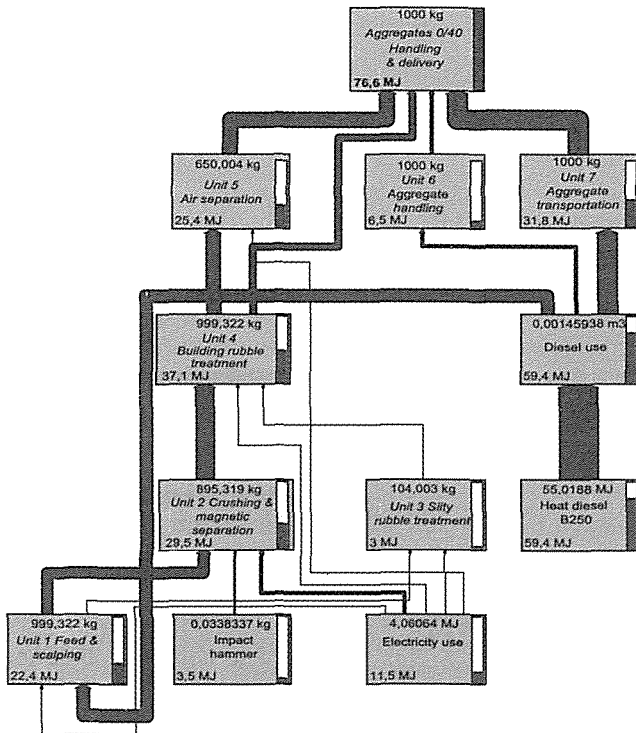 1000 kg
Aggregates 0/40
Handling
& delivery
76,6 MJ
650,004 kg
Unit 5
Air separation
25,4 MJ
1000 kg
Unit 6
Aggregate
handling
6,5 MJ
1000 kg
Unit 7
Aggregate
transportation
31,8 MJ
999,322 kg
Unit 4
Building rubble
treatment
37,1 MJ
0,00145938 m3
Diesel use
59,4 MJ
895,319 kg
Unit 2 Crushing &
magnetic
separation
29,5 MJ
104,003 kg
Unit 3 Silty
rubble treatment
3 MJ
55,0188 MJ
Heat diesel
B250
59,4 MJ
999,322 kg
Unit 1 Feed &
scalping
22,4 MJ
0,0338337 kg
Impact
hammer
3,5 MJ
4,06064 MJ
Electricity use
11,5 MJ